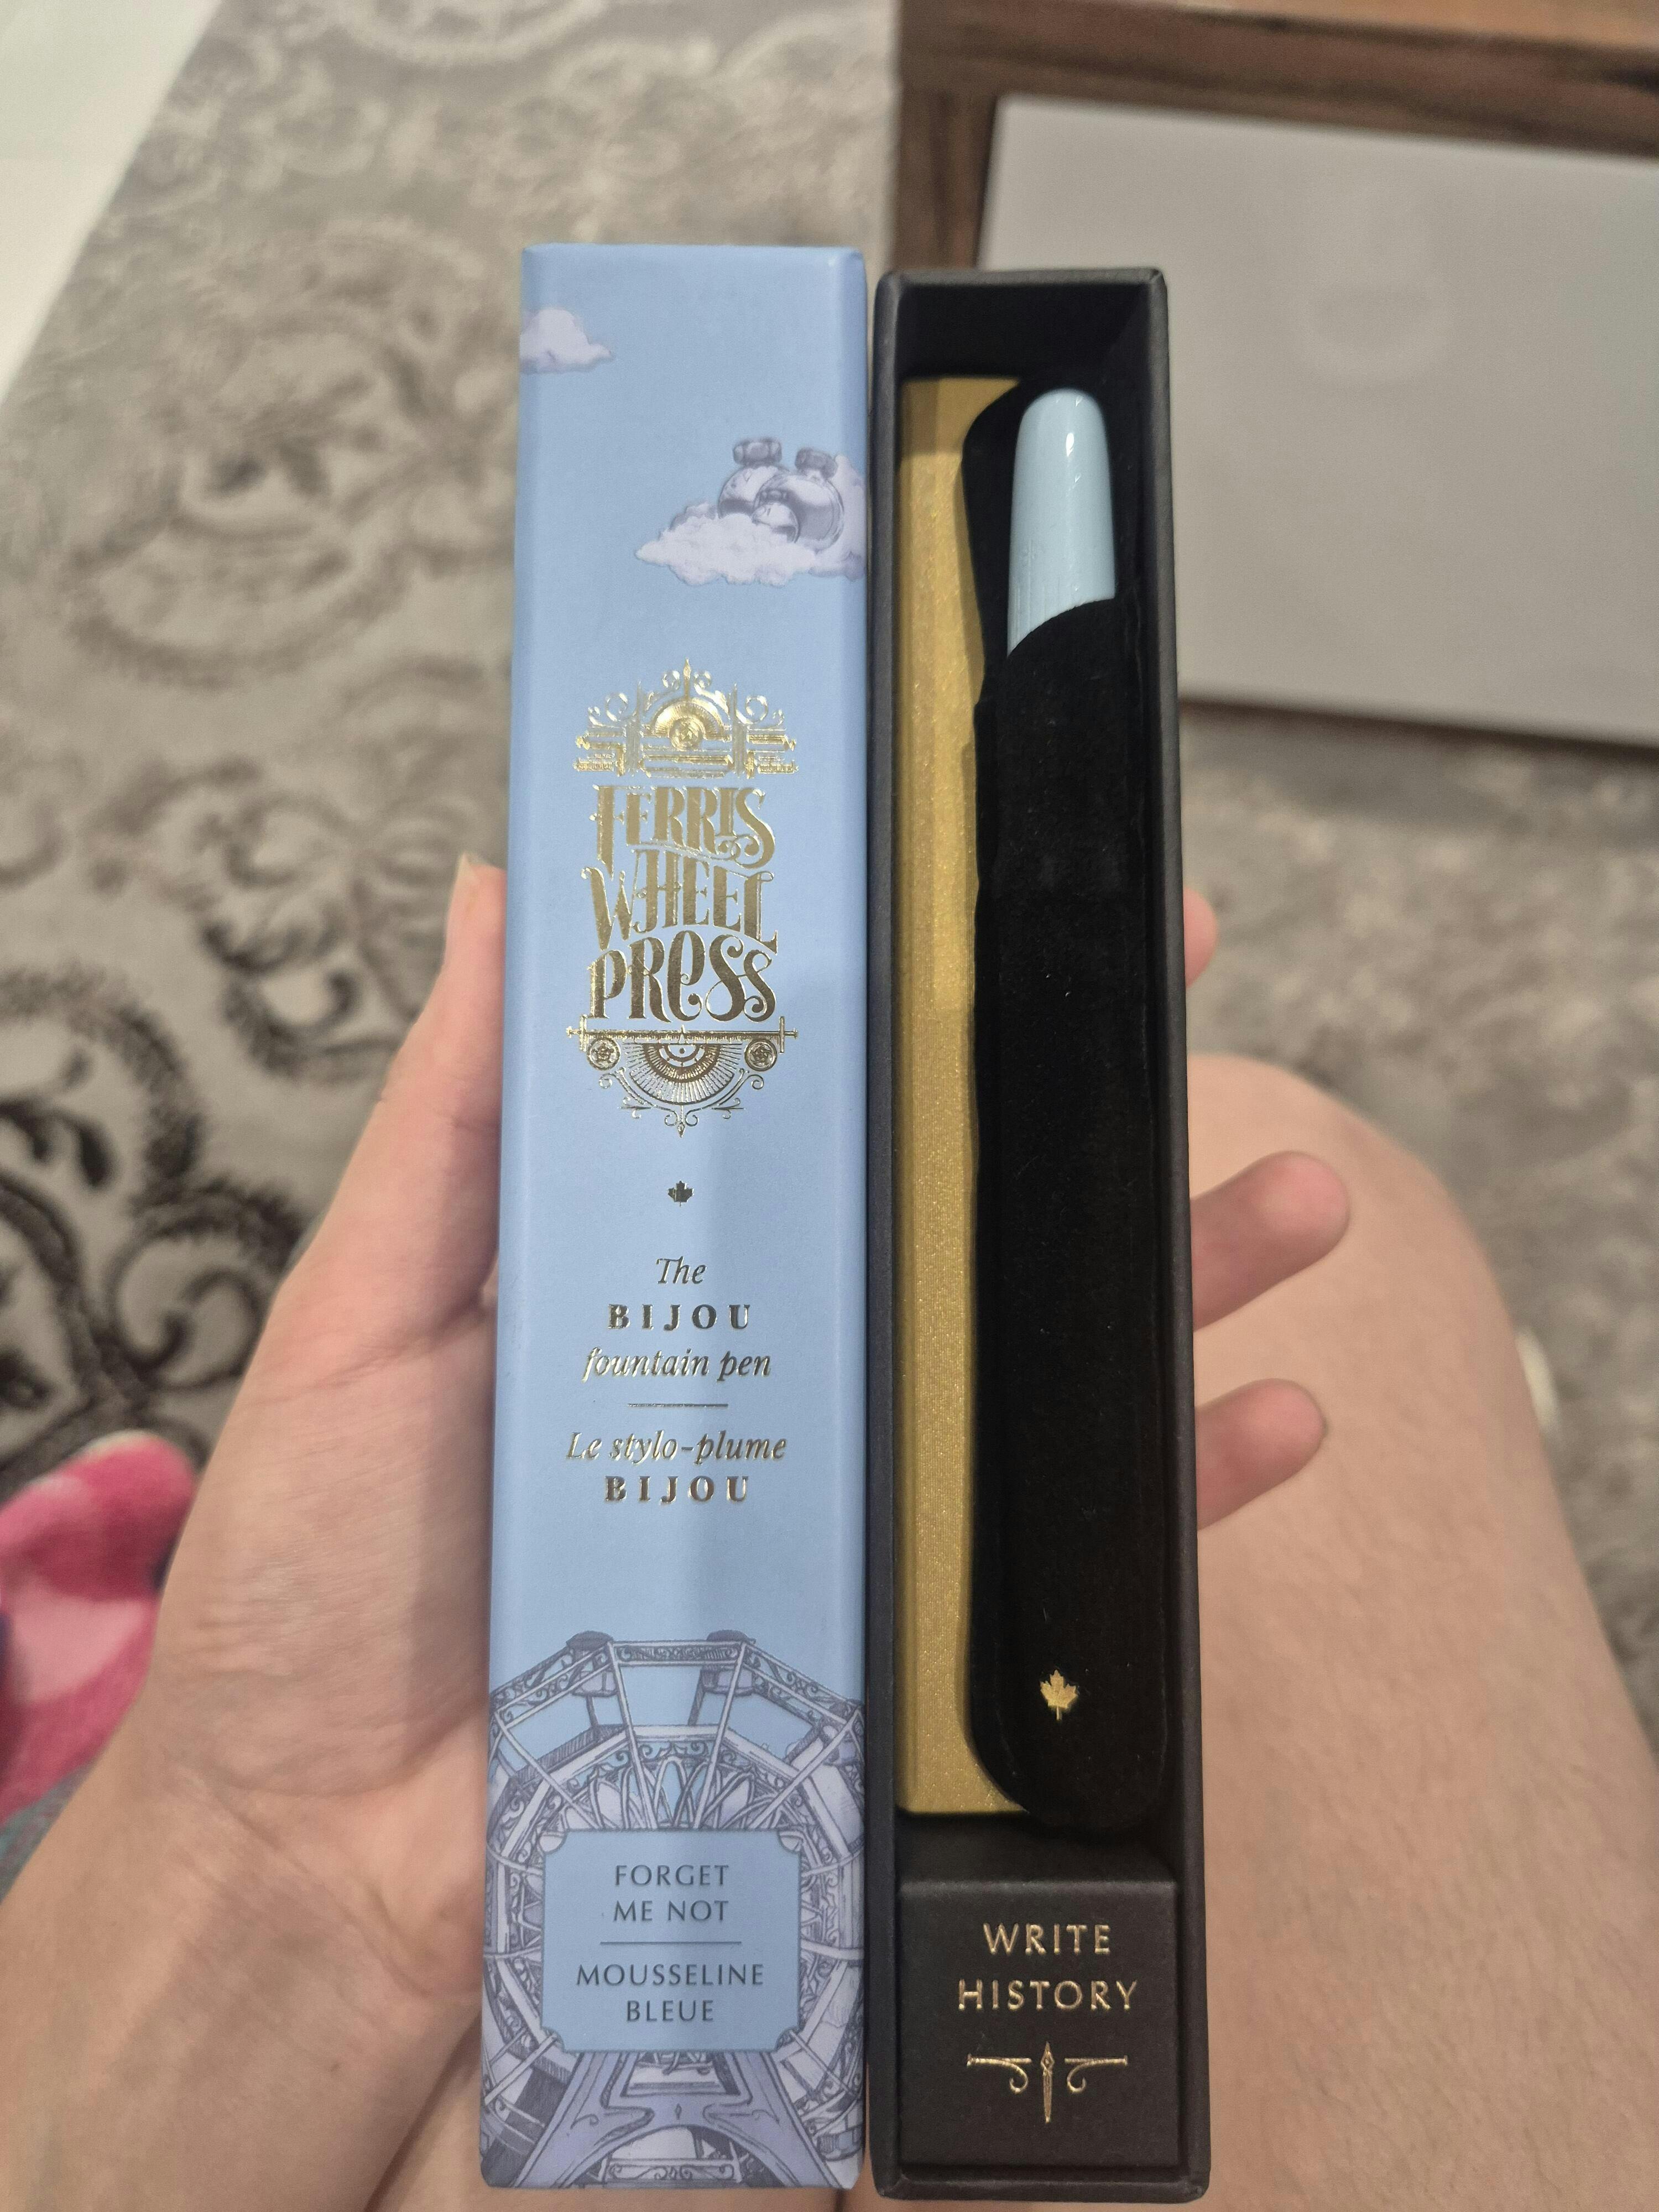 FERRIS
WHEEL
PRESS
The
BIJOU
fountain pen
Le stylo-plume
BIJOU
FORGET
ME NOT
MOUSSELINE
BLEUE
WRITE
HISTORY